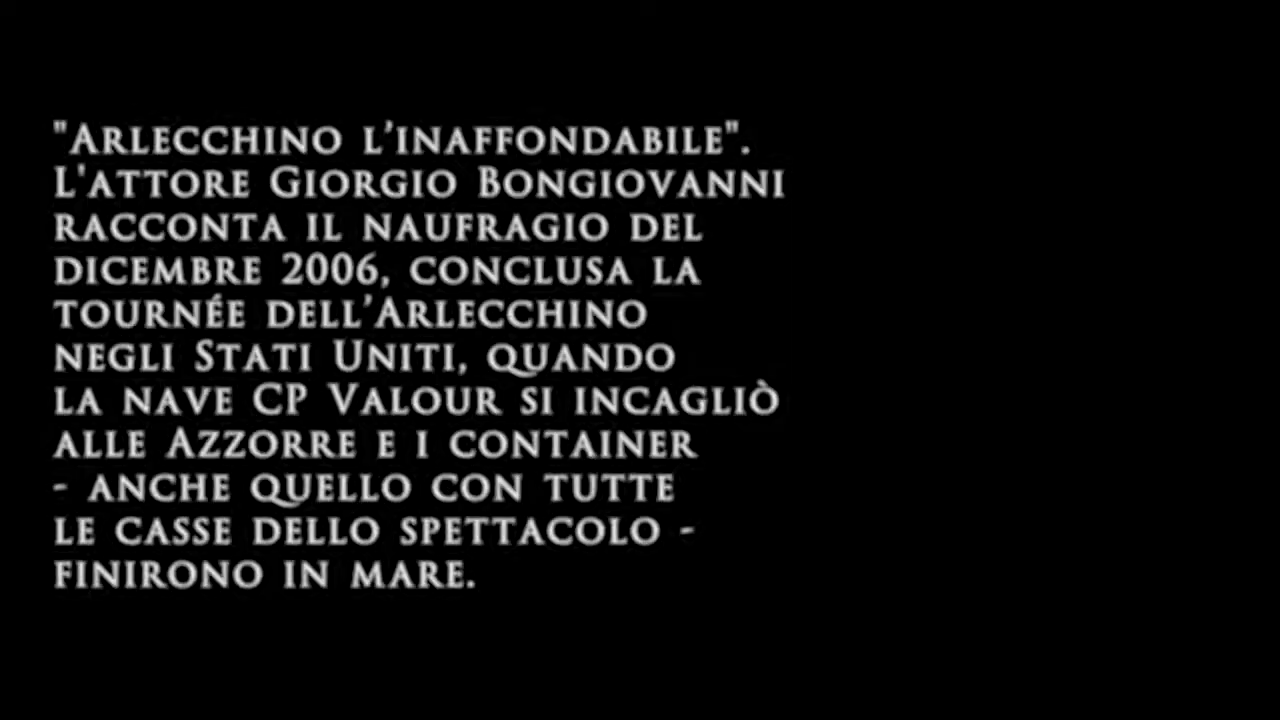 "Arlecchino l’inaffondabile".
L'attore Giorgio Bongiovanni
racconta il naufragio del
dicembre 2006, conclusa la
tournée dell’Arlecchino
negli Stati Uniti, quando
la nave CP Valour si incagliò
alle Azzorre e i container
- anche quello con tutte
le casse dello spettacolo -
finirono in mare.